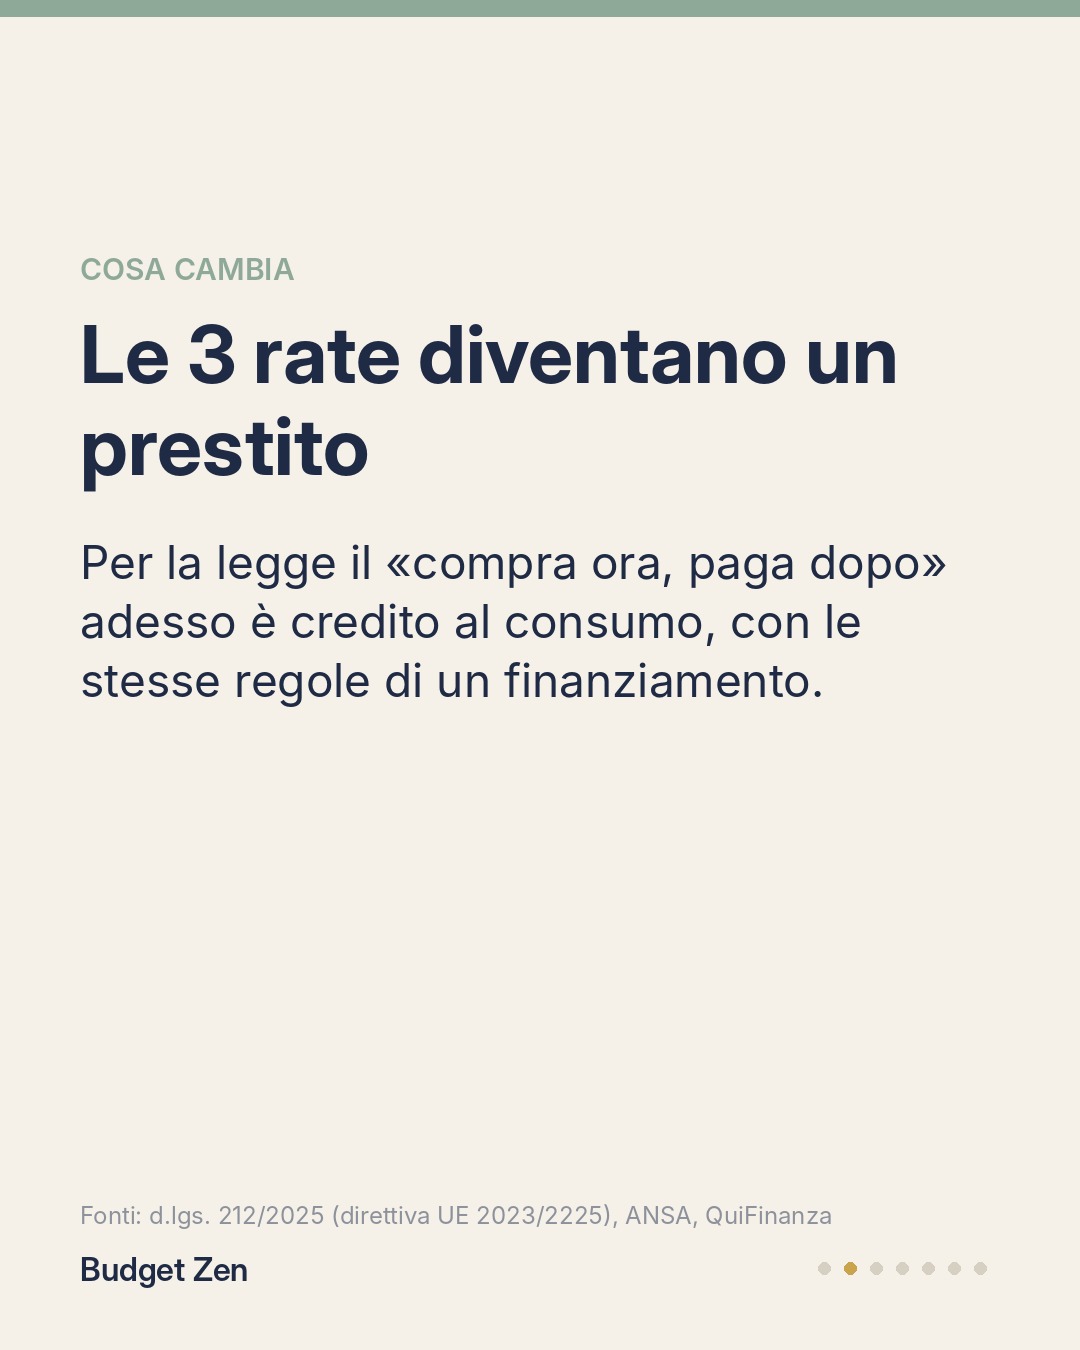 COSA CAMBIA
Le 3 rate diventano un
prestito
Per la legge il «compra ora, paga dopo»
adesso è credito al consumo, con le
stesse regole di un finanziamento.
Fonti: d.lgs. 212/2025 (direttiva UE 2023/2225), ANSA, QuiFinanza
Budget Zen